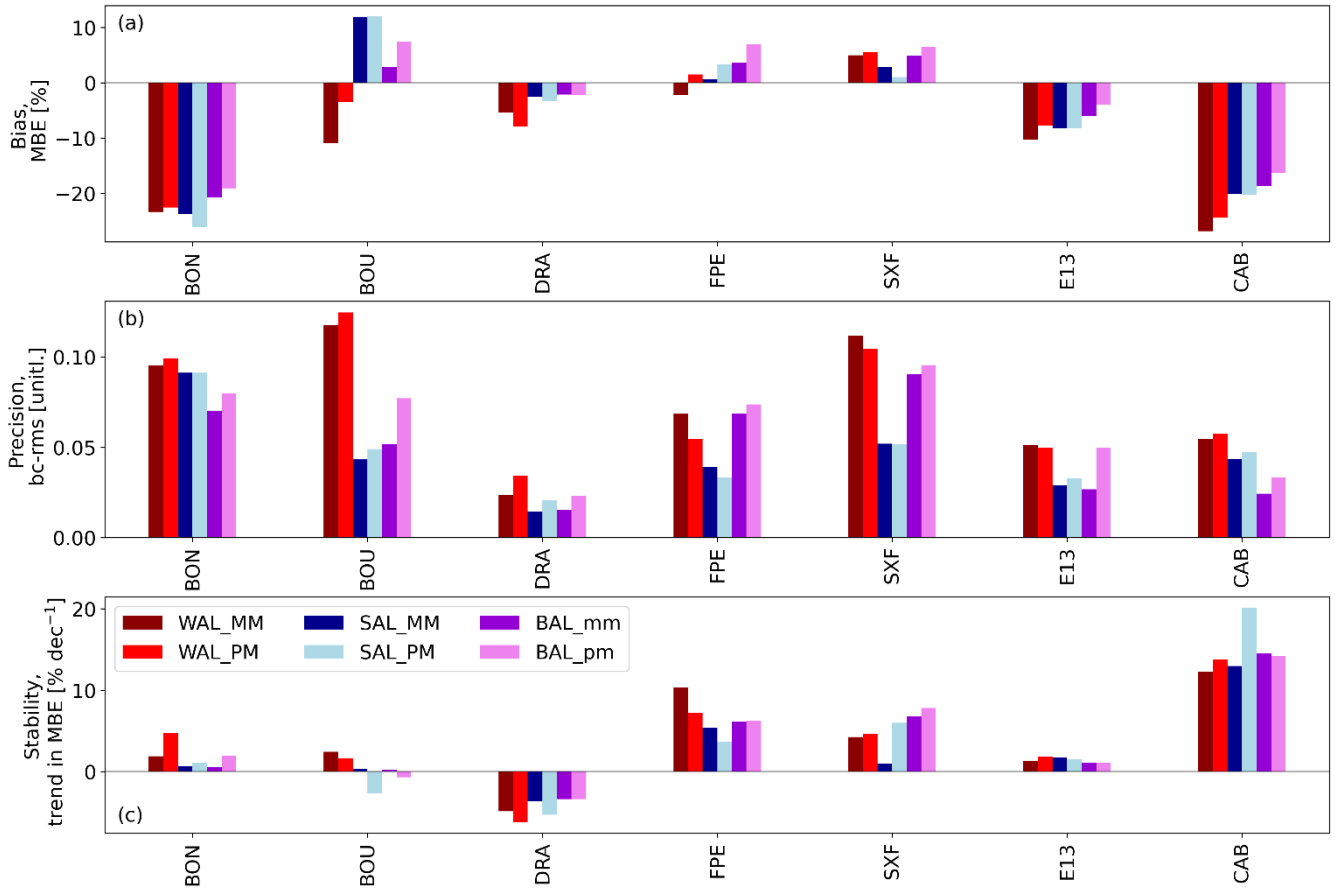 (a)
10
0
−10
−20
Bias,
MBE [%]
BON
BOU
DRA
FPE
SXF
E13
CAB
(b)
0.10
0.05
0.00
Precision,
bc-rms [unitl.]
BON
BOU
DRA
FPE
SXF
E13
CAB
20
10
0
Stability,
trend in MBE [% dec⁻¹]
WAL_MM
SAL_MM
BAL_mm
WAL_PM
SAL_PM
BAL_pm
(c)
BON
BOU
DRA
FPE
SXF
E13
CAB